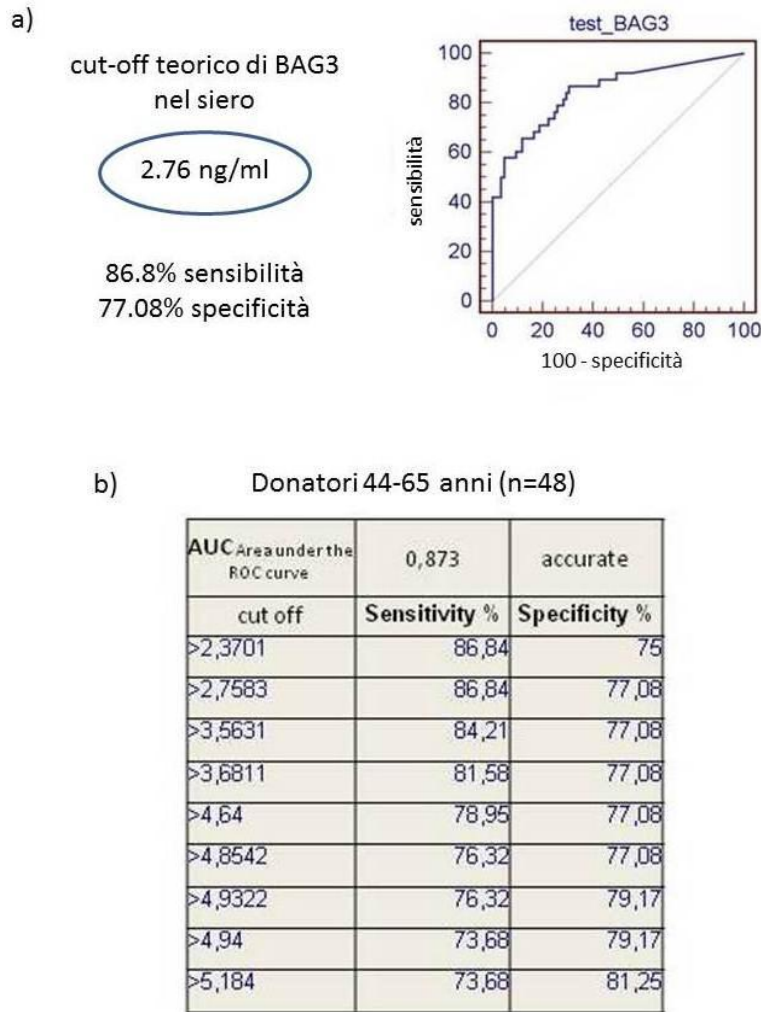 a)
cut-off teorico di BAG3
nel siero
2.76 ng/ml
86.8% sensibilità
77.08% specificità
test_BAG3
100
80
60
40
20
0
sensibilità
0 20 40 60 80 100
100 - specificità
b)
Donatori 44-65 anni (n=48)
AUC Area under the 0,873 accurate
ROC curve
cut off Sensitivity % Specificity %
>2,3701 86,84 75
>2,7583 86,84 77,08
>3,5631 84,21 77,08
>3,6811 81,58 77,08
>4,64 78,95 77,08
>4,8542 76,32 77,08
>4,9322 76,32 79,17
>4,94 73,68 79,17
>5,184 73,68 81,25